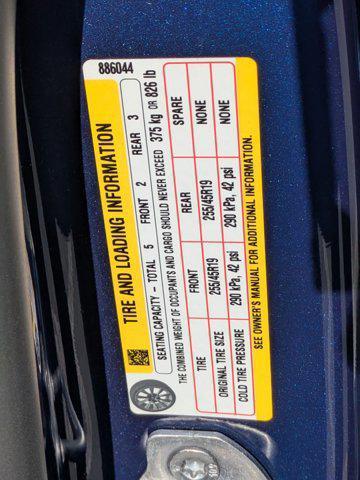 886044
TIRE AND LOADING INFORMATION
SEATING CAPACITY – TOTAL 5 FRONT 2 REAR 3
THE COMBINED WEIGHT OF OCCUPANTS AND CARGO SHOULD NEVER EXCEED 375 kg OR 826 lb
TIRE FRONT REAR SPARE
ORIGINAL TIRE SIZE 255/45R19 255/45R19 NONE
COLD TIRE PRESSURE 290 kPa, 42 psi 290 kPa, 42 psi NONE
SEE OWNER'S MANUAL FOR ADDITIONAL INFORMATION.